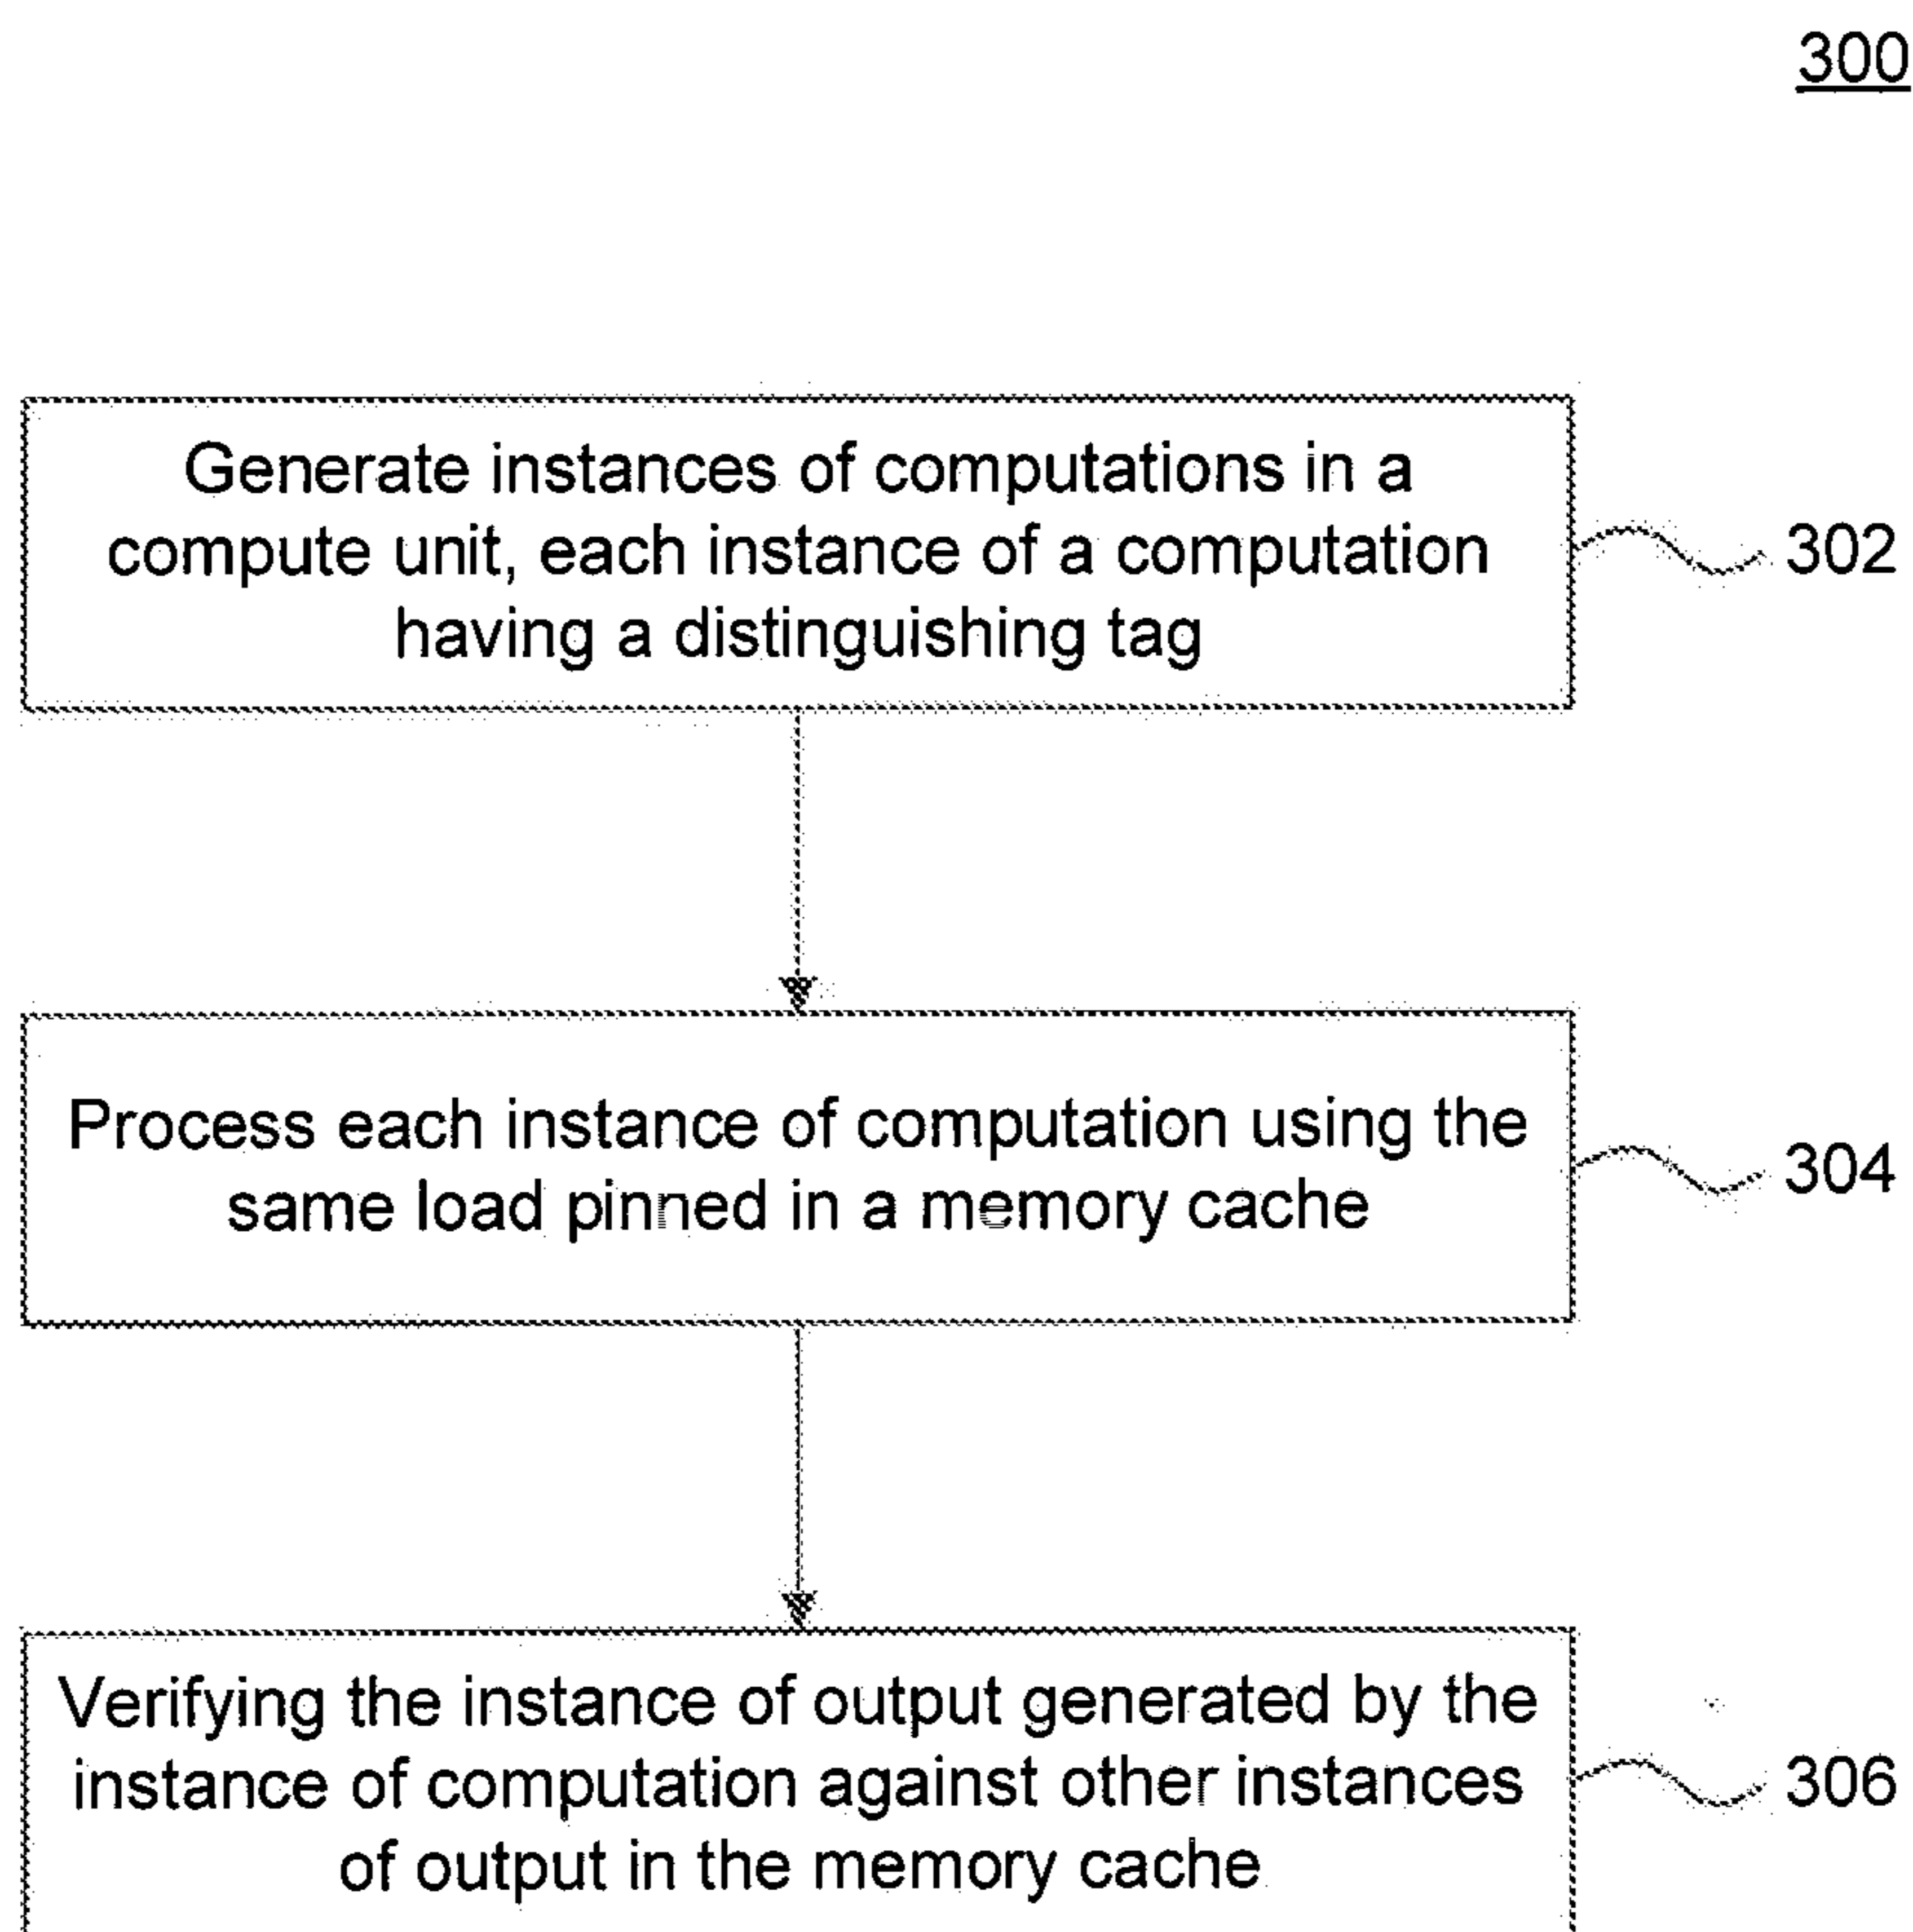 300
Generate instances of computations in a
compute unit, each instance of a computation
having a distinguishing tag
302
Process each instance of computation using the
same load pinned in a memory cache
304
Verifying the instance of output generated by the
instance of computation against other instances
of output in the memory cache
306